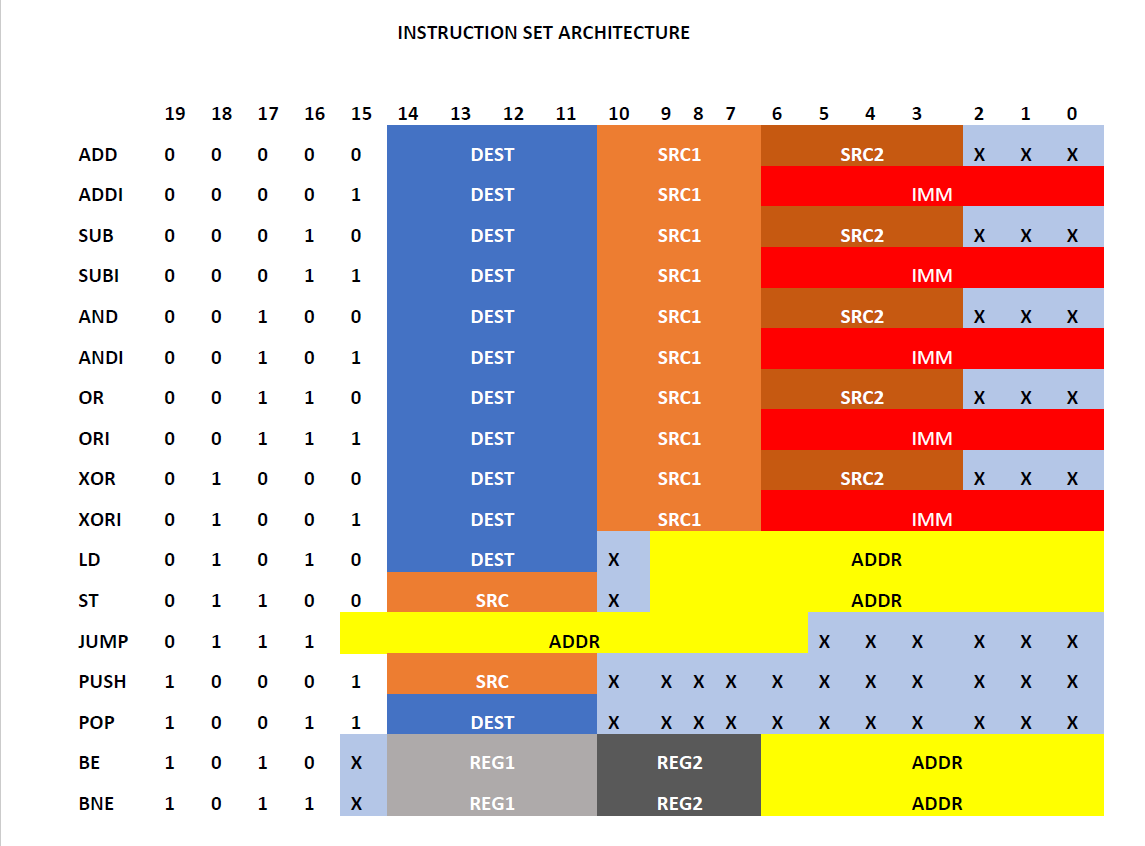 INSTRUCTION SET ARCHITECTURE
19 18 17 16 15 14 13 12 11 10 9 8 7 6 5 4 3 2 1 0
ADD 0 0 0 0 0 DEST SRC1 SRC2 X X X
ADDI 0 0 0 0 1 DEST SRC1 IMM
SUB 0 0 0 1 0 DEST SRC1 SRC2 X X X
SUBI 0 0 0 1 1 DEST SRC1 IMM
AND 0 0 1 0 0 DEST SRC1 SRC2 X X X
ANDI 0 0 1 0 1 DEST SRC1 IMM
OR 0 0 1 1 0 DEST SRC1 SRC2 X X X
ORI 0 0 1 1 1 DEST SRC1 IMM
XOR 0 1 0 0 0 DEST SRC1 SRC2 X X X
XORI 0 1 0 0 1 DEST SRC1 IMM
LD 0 1 0 1 0 DEST X ADDR
ST 0 1 1 0 0 SRC X ADDR
JUMP 0 1 1 1 ADDR X X X X X X
PUSH 1 0 0 0 1 SRC X X X X X X X X X X X
POP 1 0 0 1 1 DEST X X X X X X X X X X X
BE 1 0 1 0 X REG1 REG2 ADDR
BNE 1 0 1 1 X REG1 REG2 ADDR